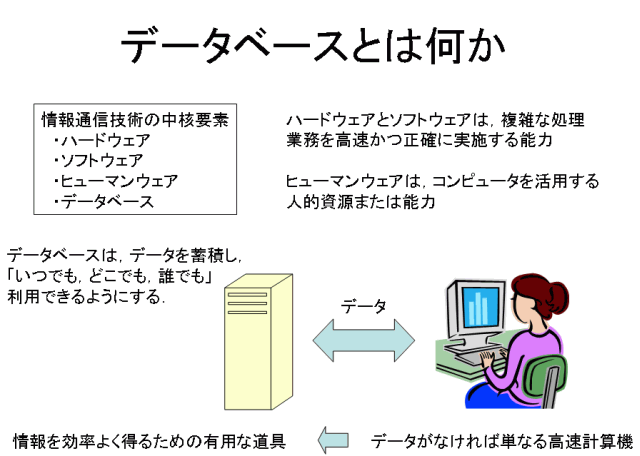 データベースとは何か
情報通信技術の中核要素
・ハードウェア
・ソフトウェア
・ヒューマンウェア
・データベース
ハードウェアとソフトウェアは，複雑な処理
業務を高速かつ正確に実施する能力
ヒューマンウェアは，コンピュータを活用する
人的資源または能力
データベースは，データを蓄積し，
「いつでも，どこでも，誰でも」
利用できるようにする．
データ
情報を効率よく得るための有用な道具
データがなければ単なる高速計算機